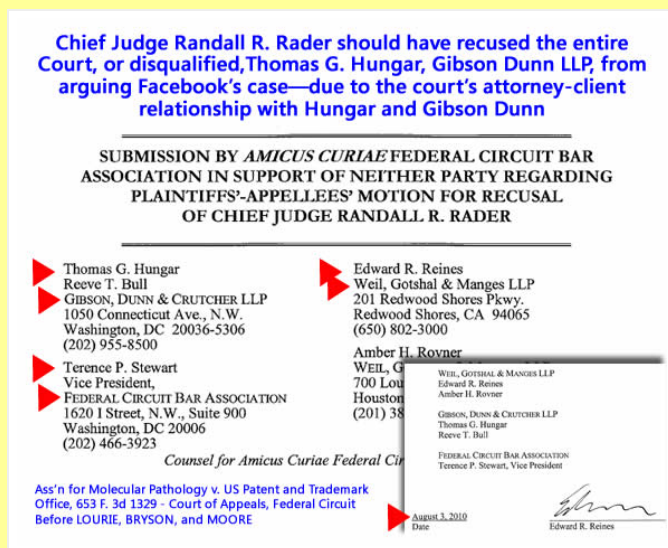 Chief Judge Randall R. Rader should have recused the entire
Court, or disqualified,Thomas G. Hungar, Gibson Dunn LLP, from
arguing Facebook's case—due to the court's attorney-client
relationship with Hungar and Gibson Dunn
SUBMISSION BY AMICUS CURIAE FEDERAL CIRCUIT BAR
ASSOCIATION IN SUPPORT OF NEITHER PARTY REGARDING
PLAINTIFFS'-APPELLEES' MOTION FOR RECUSAL
OF CHIEF JUDGE RANDALL R. RADER
Thomas G. Hungar
Reeve T. Bull
GIBSON, DUNN & CRUTCHER LLP
1050 Connecticut Ave., N.W.
Washington, DC 20036-5306
(202) 955-8500
Terence P. Stewart
Vice President,
FEDERAL CIRCUIT BAR ASSOCIATION
1620 I Street, N.W., Suite 900
Washington, DC 20006
(202) 466-3923
Edward R. Reines
Weil, Gotshal & Manges LLP
201 Redwood Shores Pkwy.
Redwood Shores, CA 94065
(650) 802-3000
Amber H. Rovner
WEIL, G
700 Lou
Houston
(201) 38
Counsel for Amicus Curiae Federal Cir
WEIL, GOTSHAL & MANGES LLP
Edward R. Reines
Amber H. Rovner
GIBSON, DUNN & CRUTCHER LLP
Thomas G. Hungar
Reeve T. Bull
FEDERAL CIRCUIT BAR ASSOCIATION
Terence P. Stewart, Vice President
August 3, 2010
Date
Edward R. Reines
Ass'n for Molecular Pathology v. US Patent and Trademark
Office, 653 F. 3d 1329 - Court of Appeals, Federal Circuit
Before LOURIE, BRYSON, and MOORE